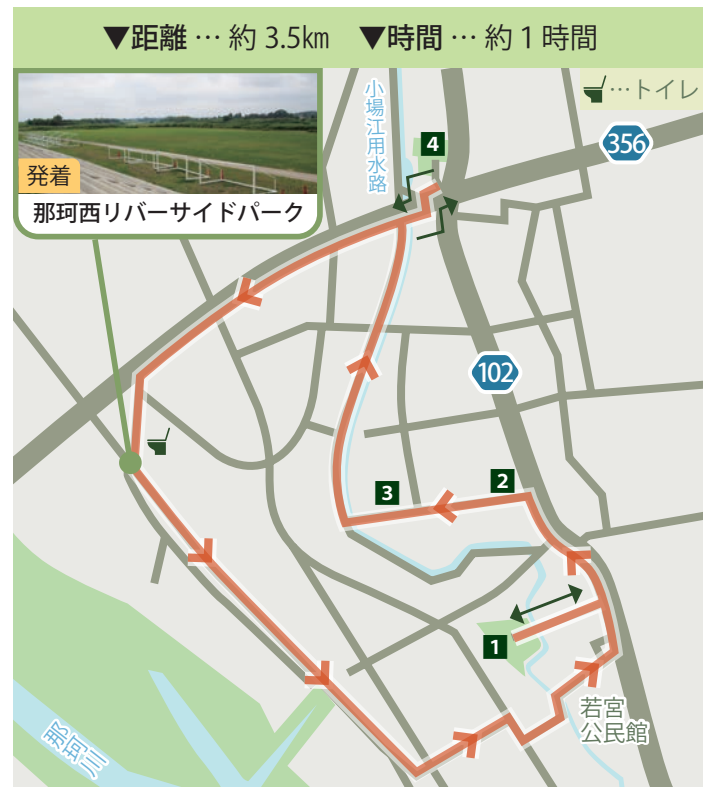 ▼距離 … 約 3.5㎞ ▼時間 … 約 1 時間
…トイレ
小場江用水路
4
356
発着
那珂西リバーサイドパーク
102
2
3
1
若宮
公民館
那珂川